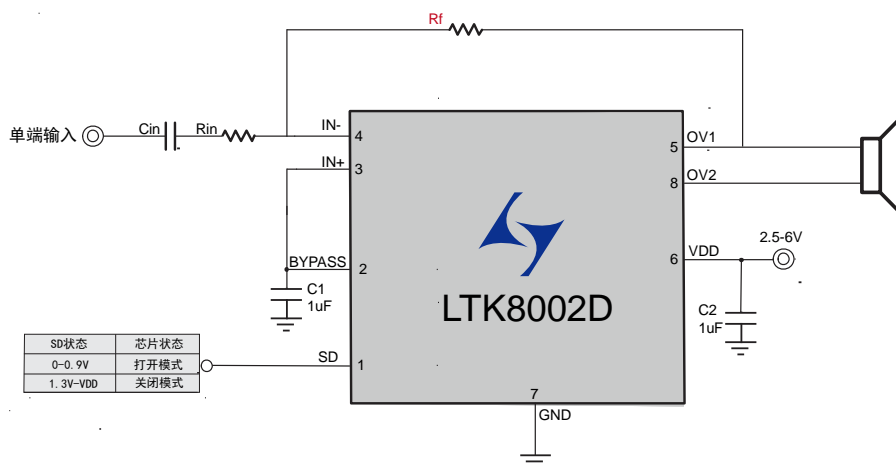 Rf
单端输入
Cin
Rin
IN-
4
IN+
3
5
OV1
8
OV2
2.5-6V
6
VDD
BYPASS
2
C1
1uF
LTK8002D
C2
1uF
SD状态 芯片状态
0-0.9V 打开模式
1.3V-VDD 关闭模式
SD
1
7
GND